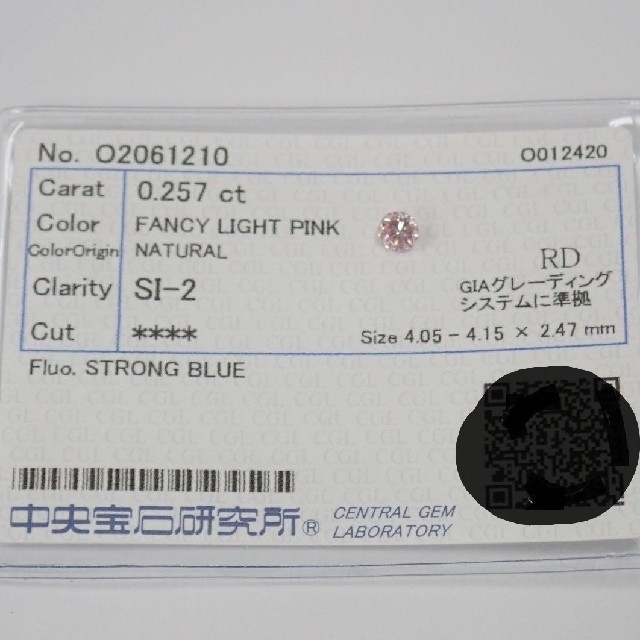 No. O2061210 O012420
Carat 0.257 ct
Color FANCY LIGHT PINK
ColorOrigin NATURAL
RD
Clarity SI-2
GIAグレーディング
システムに準拠
Cut **** Size 4.05 - 4.15 × 2.47 mm
Fluo. STRONG BLUE
中央宝石研究所® CENTRAL GEM
LABORATORY